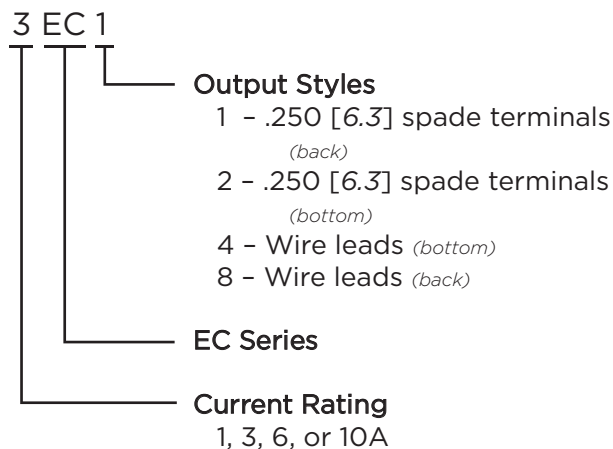 3 EC 1
Output Styles
1 – .250 [6.3] spade terminals
(back)
2 – .250 [6.3] spade terminals
(bottom)
4 – Wire leads (bottom)
8 – Wire leads (back)
EC Series
Current Rating
1, 3, 6, or 10A